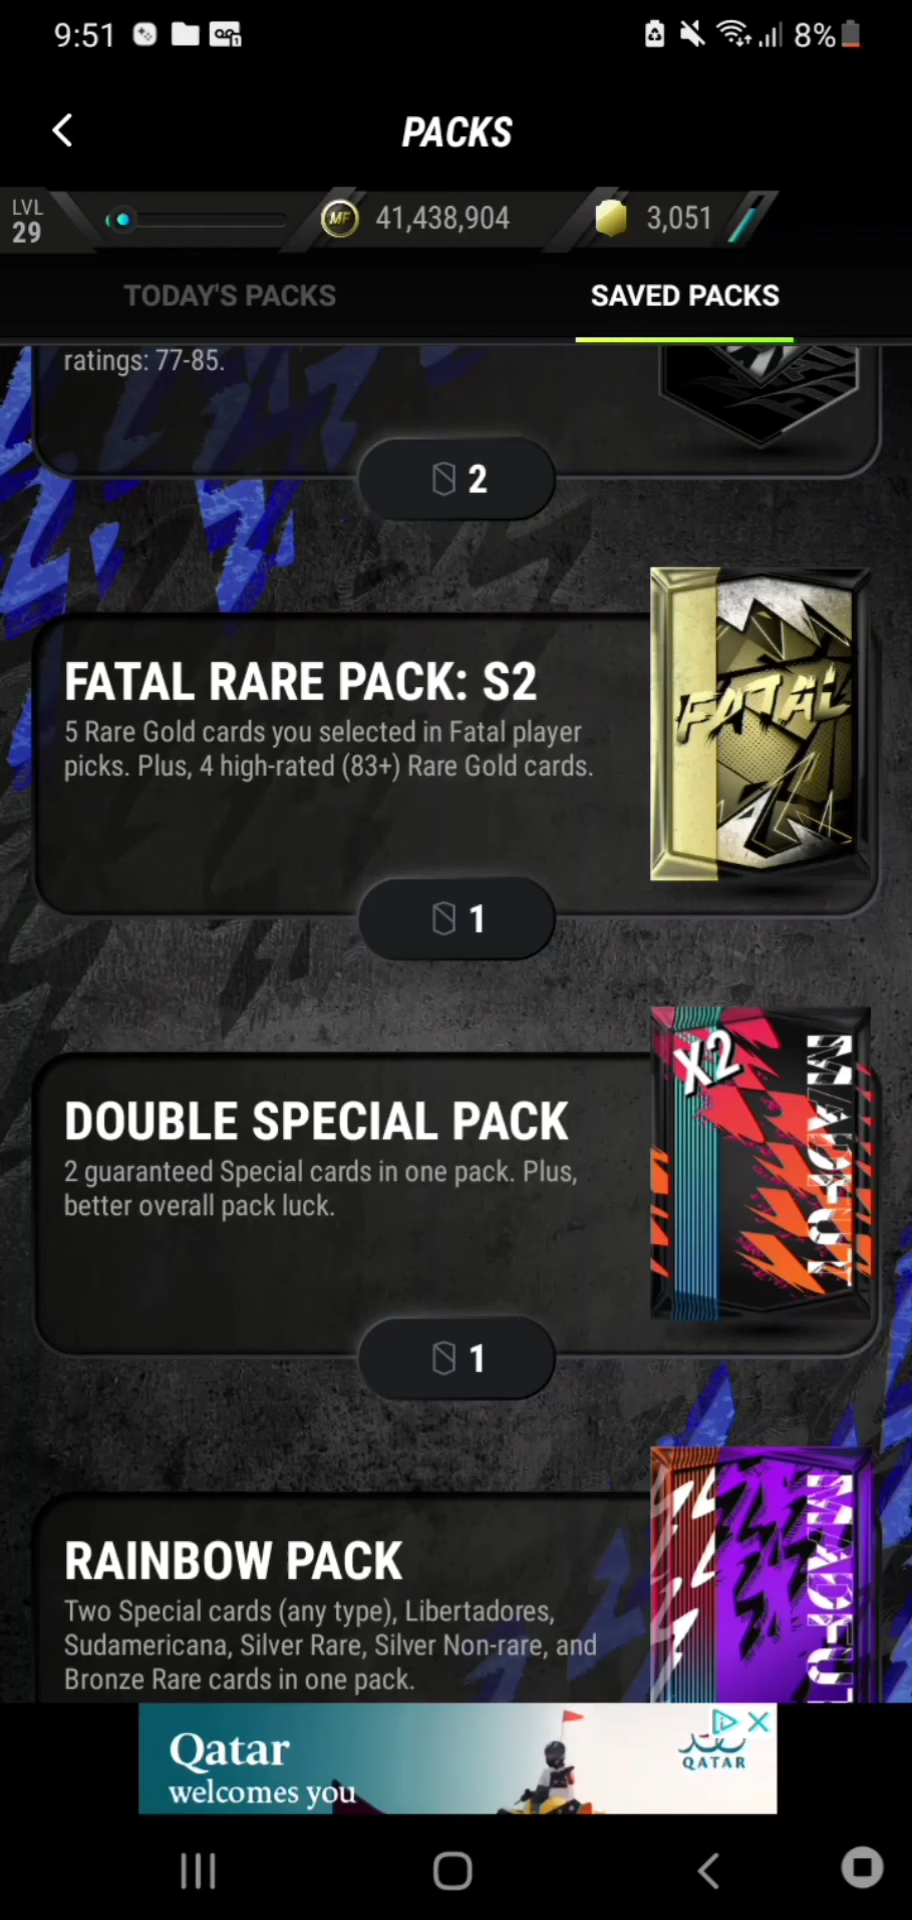 9:51
8%
PACKS
LVL
29
MF
41,438,904
3,051
TODAY'S PACKS
SAVED PACKS
ratings: 77-85.
2
FATAL RARE PACK: S2
5 Rare Gold cards you selected in Fatal player
picks. Plus, 4 high-rated (83+) Rare Gold cards.
FATAL
1
X2
MADFUT
DOUBLE SPECIAL PACK
2 guaranteed Special cards in one pack. Plus,
better overall pack luck.
1
MADFUT
RAINBOW PACK
Two Special cards (any type), Libertadores,
Sudamericana, Silver Rare, Silver Non-rare, and
Bronze Rare cards in one pack.
Qatar
welcomes you
QATAR